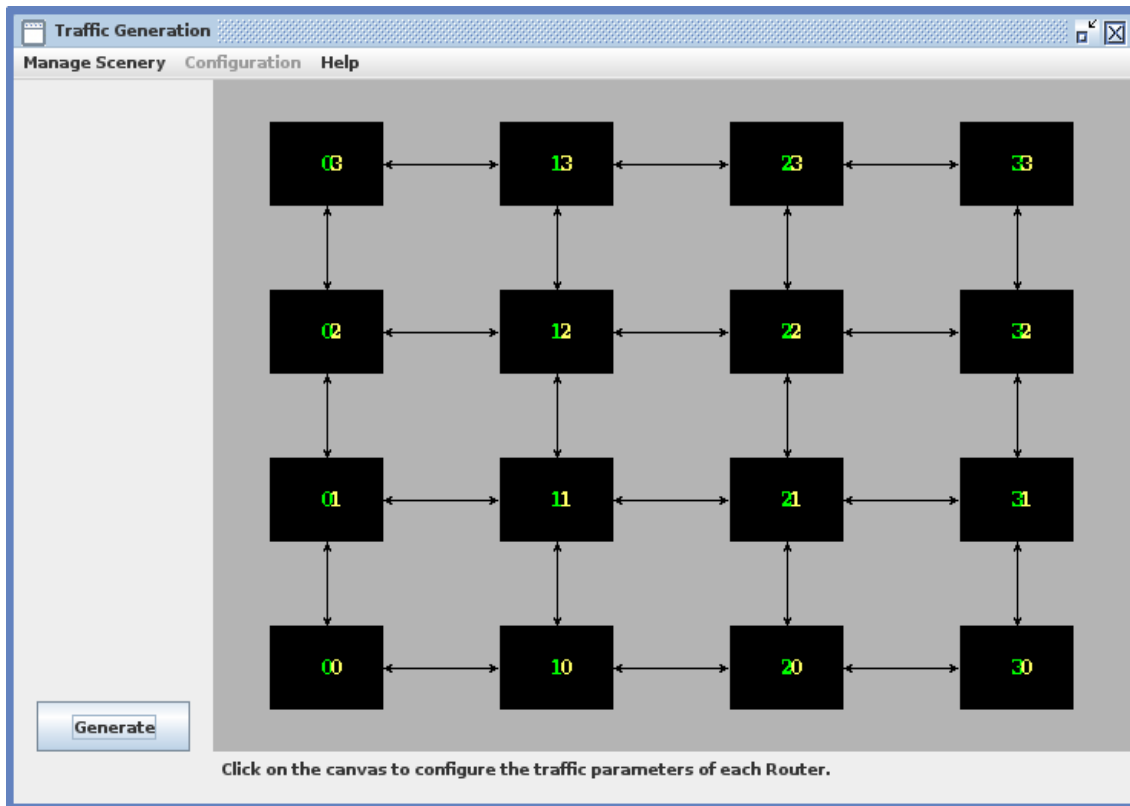 Traffic Generation
Manage Scenery Configuration Help
03 13 23 33
02 12 22 32
01 11 21 31
00 10 20 30
Generate
Click on the canvas to configure the traffic parameters of each Router.